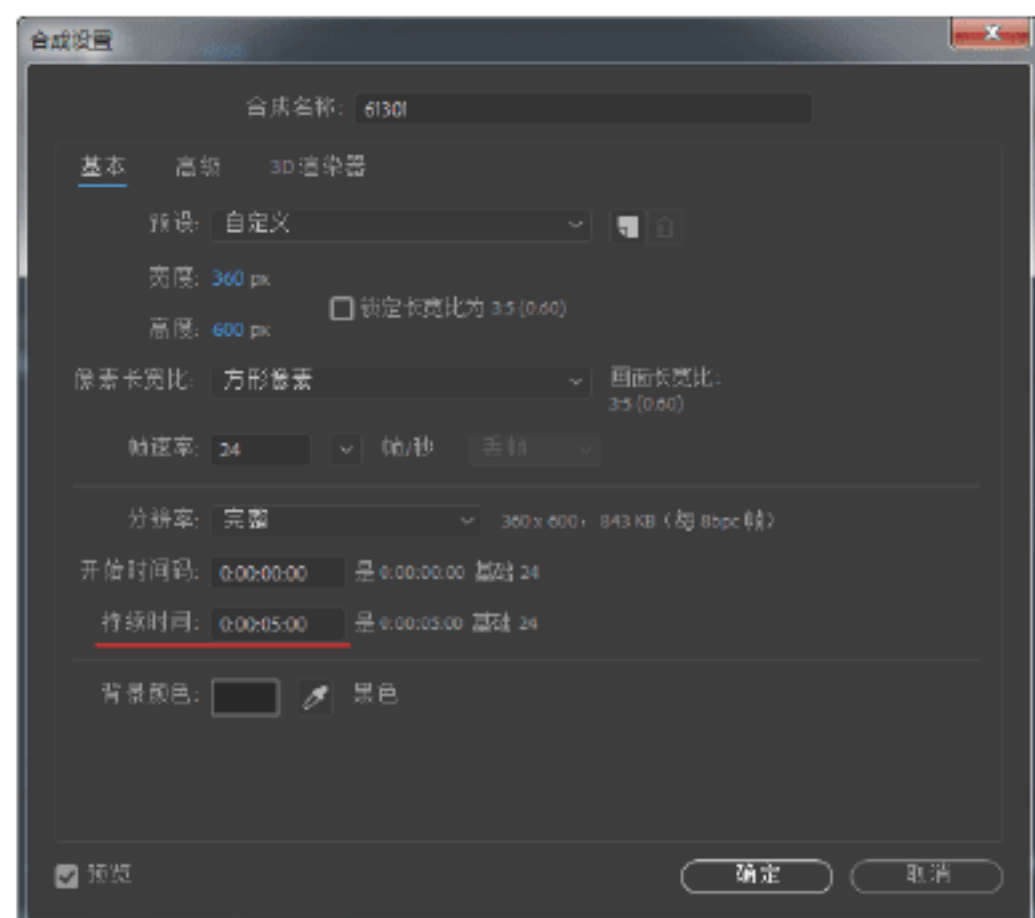 合成设置
合成名称: 61301
基本 高级 3D 渲染器
预设: 自定义
宽度: 360 px
锁定长宽比为 3:5 (0.60)
高度: 600 px
像素长宽比: 方形像素 画面长宽比:
3:5 (0.60)
帧速率: 24 帧/秒 丢帧
分辨率: 完整 360 x 600，843 KB（每 8bpc 帧）
开始时间码: 0:00:00:00 是 0:00:00:00 基础 24
持续时间: 0:00:05:00 是 0:00:05:00 基础 24
背景颜色: 黑色
预览 确定 取消